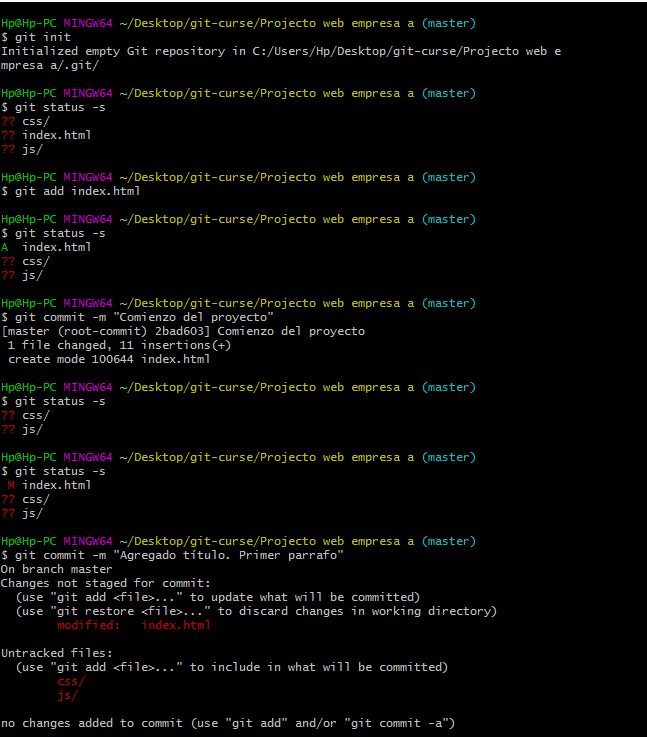 Hp@Hp-PC MINGW64 ~/Desktop/git-curse/Projecto web empresa a (master)
$ git init
Initialized empty Git repository in C:/Users/Hp/Desktop/git-curse/Projecto web e
mpresa a/.git/
Hp@Hp-PC MINGW64 ~/Desktop/git-curse/Projecto web empresa a (master)
$ git status -s
?? css/
?? index.html
?? js/
Hp@Hp-PC MINGW64 ~/Desktop/git-curse/Projecto web empresa a (master)
$ git add index.html
Hp@Hp-PC MINGW64 ~/Desktop/git-curse/Projecto web empresa a (master)
$ git status -s
A  index.html
?? css/
?? js/
Hp@Hp-PC MINGW64 ~/Desktop/git-curse/Projecto web empresa a (master)
$ git commit -m "Comienzo del proyecto"
[master (root-commit) 2bad603] Comienzo del proyecto
 1 file changed, 11 insertions(+)
 create mode 100644 index.html
Hp@Hp-PC MINGW64 ~/Desktop/git-curse/Projecto web empresa a (master)
$ git status -s
?? css/
?? js/
Hp@Hp-PC MINGW64 ~/Desktop/git-curse/Projecto web empresa a (master)
$ git status -s
 M index.html
?? css/
?? js/
Hp@Hp-PC MINGW64 ~/Desktop/git-curse/Projecto web empresa a (master)
$ git commit -m "Agregado título. Primer parrafo"
On branch master
Changes not staged for commit:
  (use "git add <file>..." to update what will be committed)
  (use "git restore <file>..." to discard changes in working directory)
        modified:   index.html
Untracked files:
  (use "git add <file>..." to include in what will be committed)
        css/
        js/
no changes added to commit (use "git add" and/or "git commit -a")